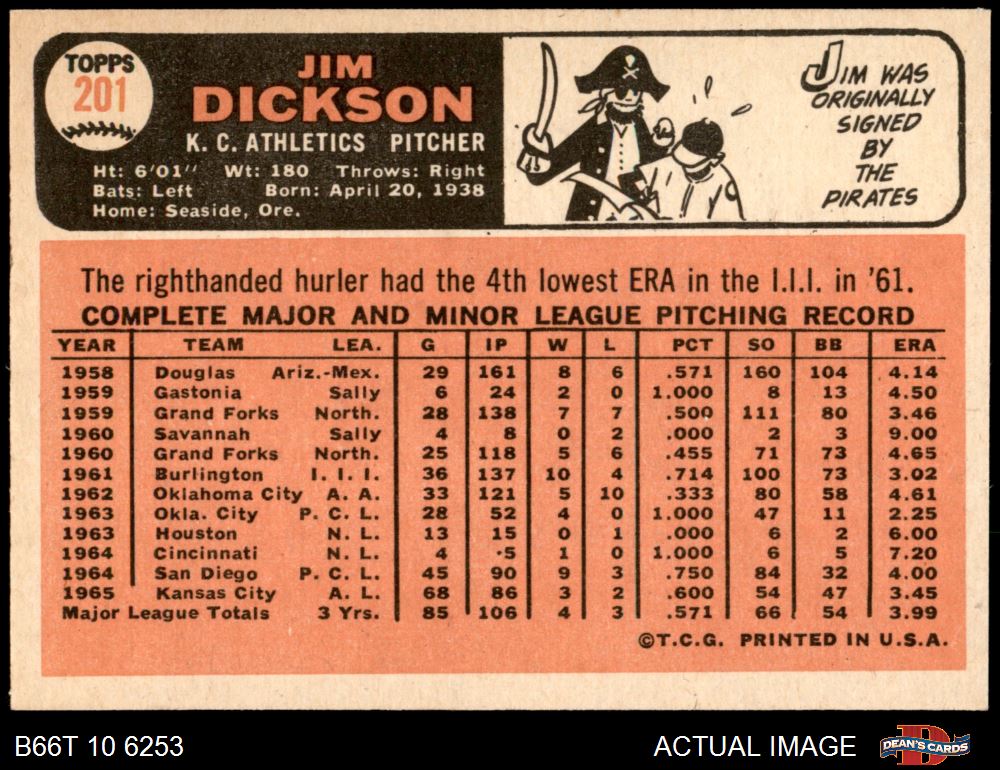 TOPPS
201
JIM
DICKSON
K. C. ATHLETICS PITCHER
Ht: 6'01" Wt: 180 Throws: Right
Bats: Left Born: April 20, 1938
Home: Seaside, Ore.
JIM WAS
ORIGINALLY
SIGNED
BY
THE
PIRATES
The righthanded hurler had the 4th lowest ERA in the I.I.I. in '61.
COMPLETE MAJOR AND MINOR LEAGUE PITCHING RECORD
YEAR TEAM LEA. G IP W L PCT SO BB ERA
1958 Douglas Ariz.-Mex. 29 161 8 6 .571 160 104 4.14
1959 Gastonia Sally 6 24 2 0 1.000 8 13 4.50
1959 Grand Forks North. 28 138 7 7 .500 111 80 3.46
1960 Savannah Sally 4 8 0 2 .000 2 3 9.00
1960 Grand Forks North. 25 118 5 6 .455 71 73 4.65
1961 Burlington I. I. I. 36 137 10 4 .714 100 73 3.02
1962 Oklahoma City A. A. 33 121 5 10 .333 80 58 4.61
1963 Okla. City P. C. L. 28 52 4 0 1.000 47 11 2.25
1963 Houston N. L. 13 15 0 1 .000 6 2 6.00
1964 Cincinnati N. L. 4 ·5 1 0 1.000 6 5 7.20
1964 San Diego P. C. L. 45 90 9 3 .750 84 32 4.00
1965 Kansas City A. L. 68 86 3 2 .600 54 47 3.45
Major League Totals 3 Yrs. 85 106 4 3 .571 66 54 3.99
©T.C.G. PRINTED IN U.S.A.
B66T 10 6253
ACTUAL IMAGE
DEAN'S CARDS